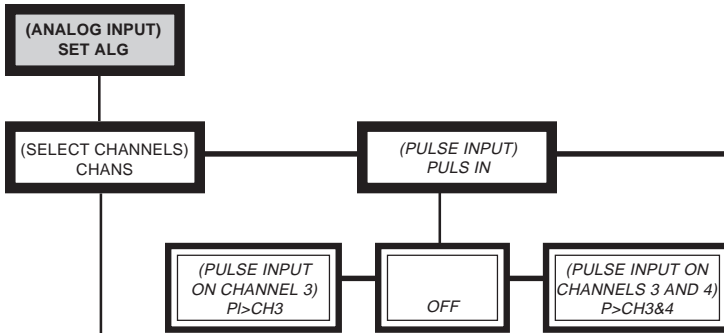 (ANALOG INPUT)
SET ALG
(SELECT CHANNELS)
CHANS
(PULSE INPUT)
PULS IN
(PULSE INPUT
ON CHANNEL 3)
PI>CH3
OFF
(PULSE INPUT ON
CHANNELS 3 AND 4)
P>CH3&4